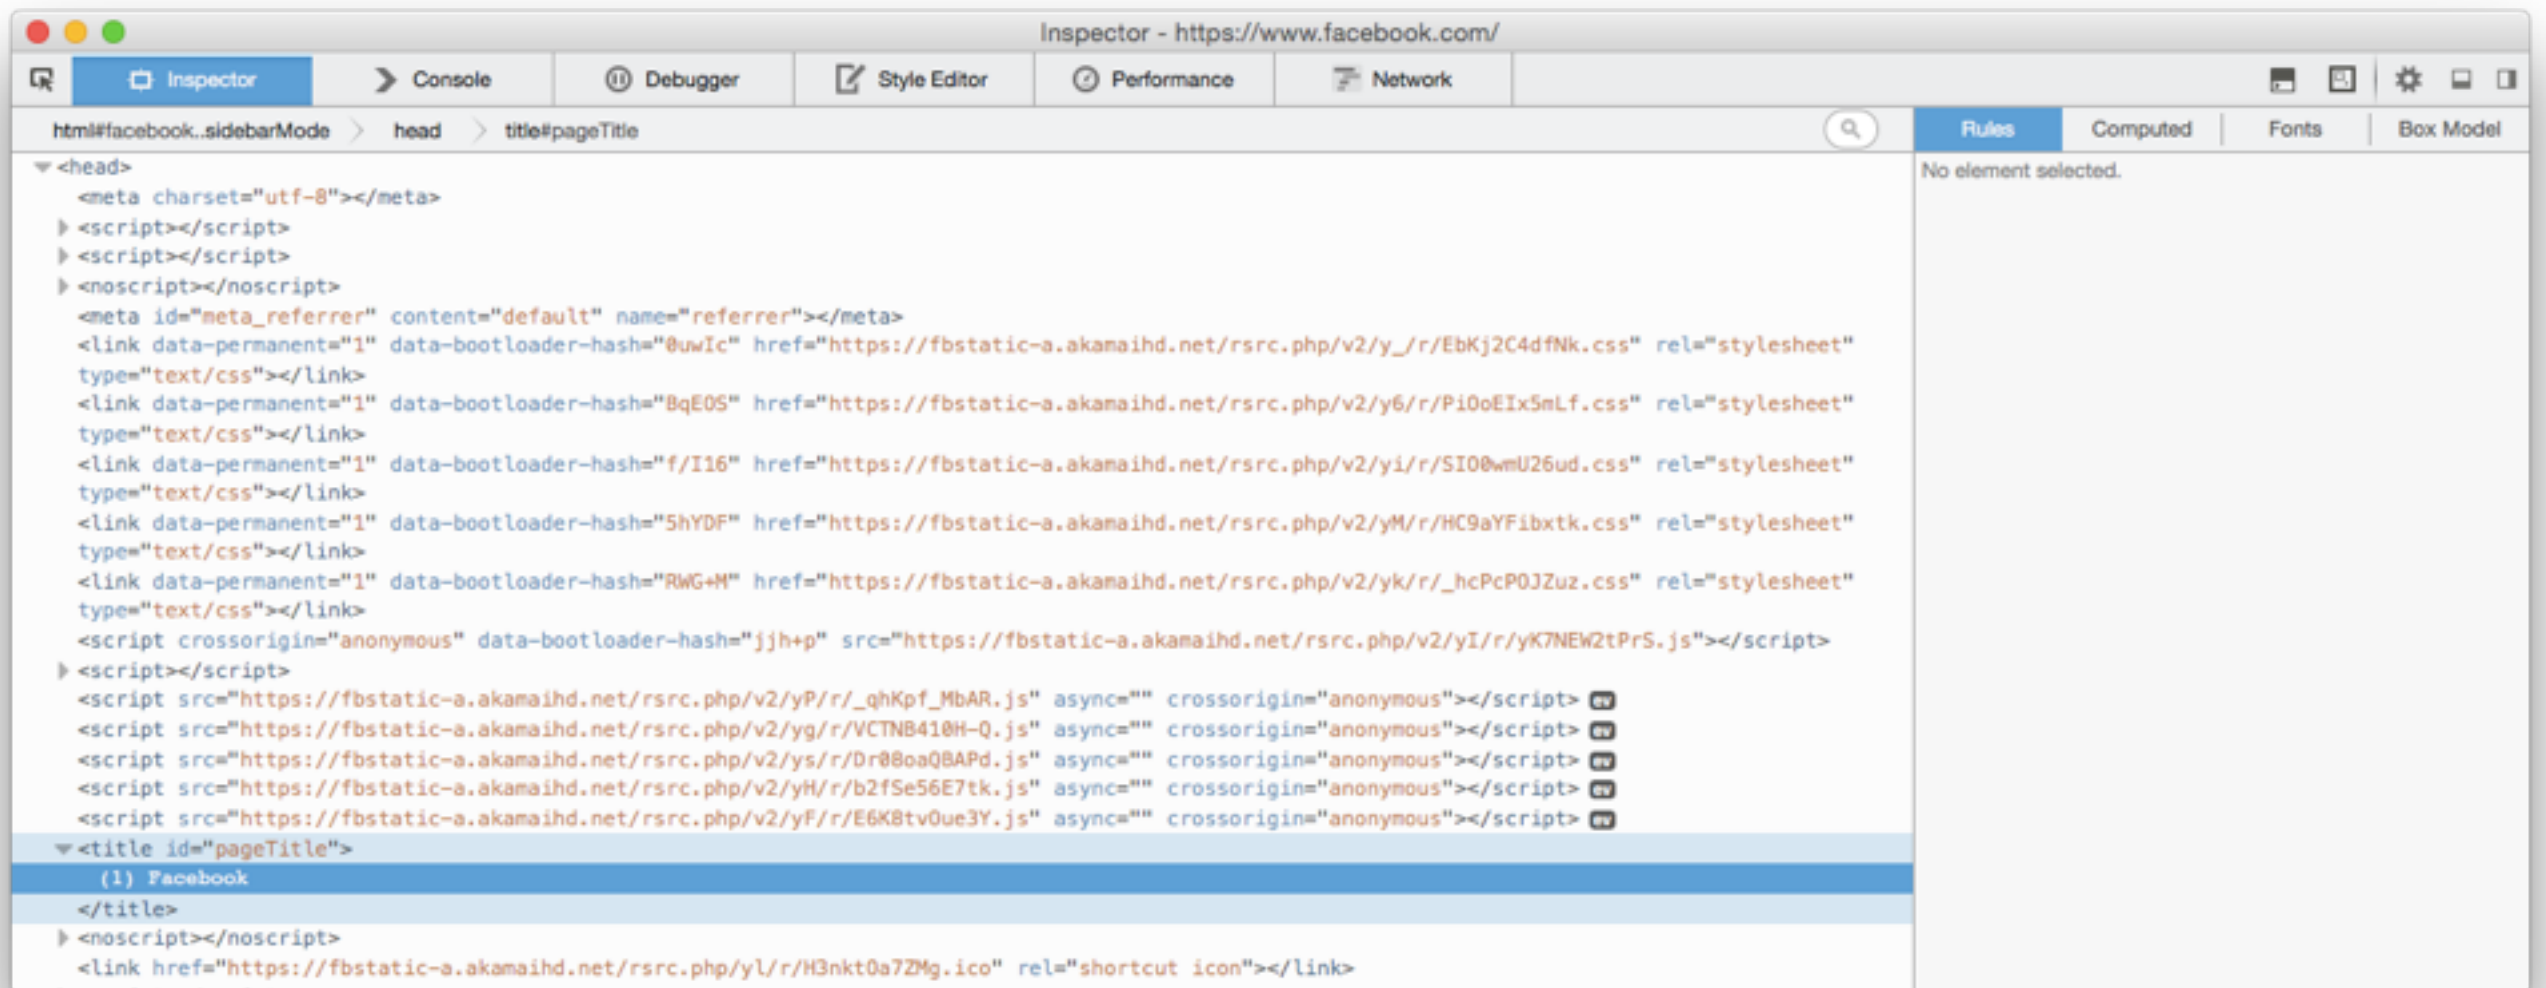 Inspector - https://www.facebook.com/
Inspector Console Debugger Style Editor Performance Network
html#facebook..sidebarMode head title#pageTitle
Rules Computed Fonts Box Model
No element selected.
<head>
<meta charset="utf-8"></meta>
<script></script>
<script></script>
<noscript></noscript>
<meta id="meta_referrer" content="default" name="referrer"></meta>
<link data-permanent="1" data-bootloader-hash="0uwIc" href="https://fbstatic-a.akamaihd.net/rsrc.php/v2/y_/r/EbKj2C4dfNk.css" rel="stylesheet"
type="text/css"></link>
<link data-permanent="1" data-bootloader-hash="BqEOS" href="https://fbstatic-a.akamaihd.net/rsrc.php/v2/y6/r/PiOoEIx5mLf.css" rel="stylesheet"
type="text/css"></link>
<link data-permanent="1" data-bootloader-hash="f/I16" href="https://fbstatic-a.akamaihd.net/rsrc.php/v2/yi/r/SIO0wmU26ud.css" rel="stylesheet"
type="text/css"></link>
<link data-permanent="1" data-bootloader-hash="5hYDF" href="https://fbstatic-a.akamaihd.net/rsrc.php/v2/yM/r/HC9aYFibxtk.css" rel="stylesheet"
type="text/css"></link>
<link data-permanent="1" data-bootloader-hash="RWG+M" href="https://fbstatic-a.akamaihd.net/rsrc.php/v2/yk/r/_hcPcPOJZuz.css" rel="stylesheet"
type="text/css"></link>
<script crossorigin="anonymous" data-bootloader-hash="jjh+p" src="https://fbstatic-a.akamaihd.net/rsrc.php/v2/yI/r/yK7NEW2tPrS.js"></script>
<script></script>
<script src="https://fbstatic-a.akamaihd.net/rsrc.php/v2/yP/r/_qhKpf_MbAR.js" async="" crossorigin="anonymous"></script> ev
<script src="https://fbstatic-a.akamaihd.net/rsrc.php/v2/yg/r/VCTNB410H-Q.js" async="" crossorigin="anonymous"></script> ev
<script src="https://fbstatic-a.akamaihd.net/rsrc.php/v2/ys/r/Dr08oaQBAPd.js" async="" crossorigin="anonymous"></script> ev
<script src="https://fbstatic-a.akamaihd.net/rsrc.php/v2/yH/r/b2fSe56E7tk.js" async="" crossorigin="anonymous"></script> ev
<script src="https://fbstatic-a.akamaihd.net/rsrc.php/v2/yF/r/E6K8tvOue3Y.js" async="" crossorigin="anonymous"></script> ev
<title id="pageTitle">
(1) Facebook
</title>
<noscript></noscript>
<link href="https://fbstatic-a.akamaihd.net/rsrc.php/yl/r/H3nktOa7ZMg.ico" rel="shortcut icon"></link>